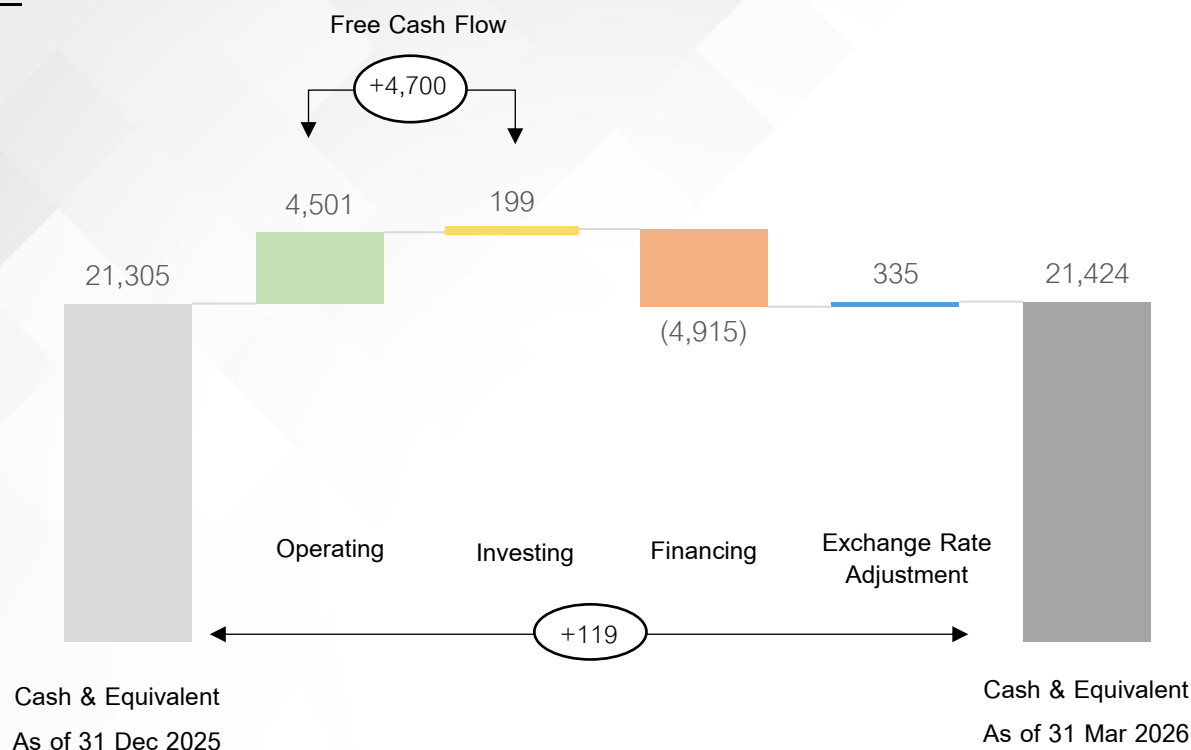 Free Cash Flow
+4,700
4,501
199
21,305
335
21,424
(4,915)
Operating
Investing
Financing
Exchange Rate
Adjustment
+119
Cash & Equivalent
As of 31 Dec 2025
Cash & Equivalent
As of 31 Mar 2026